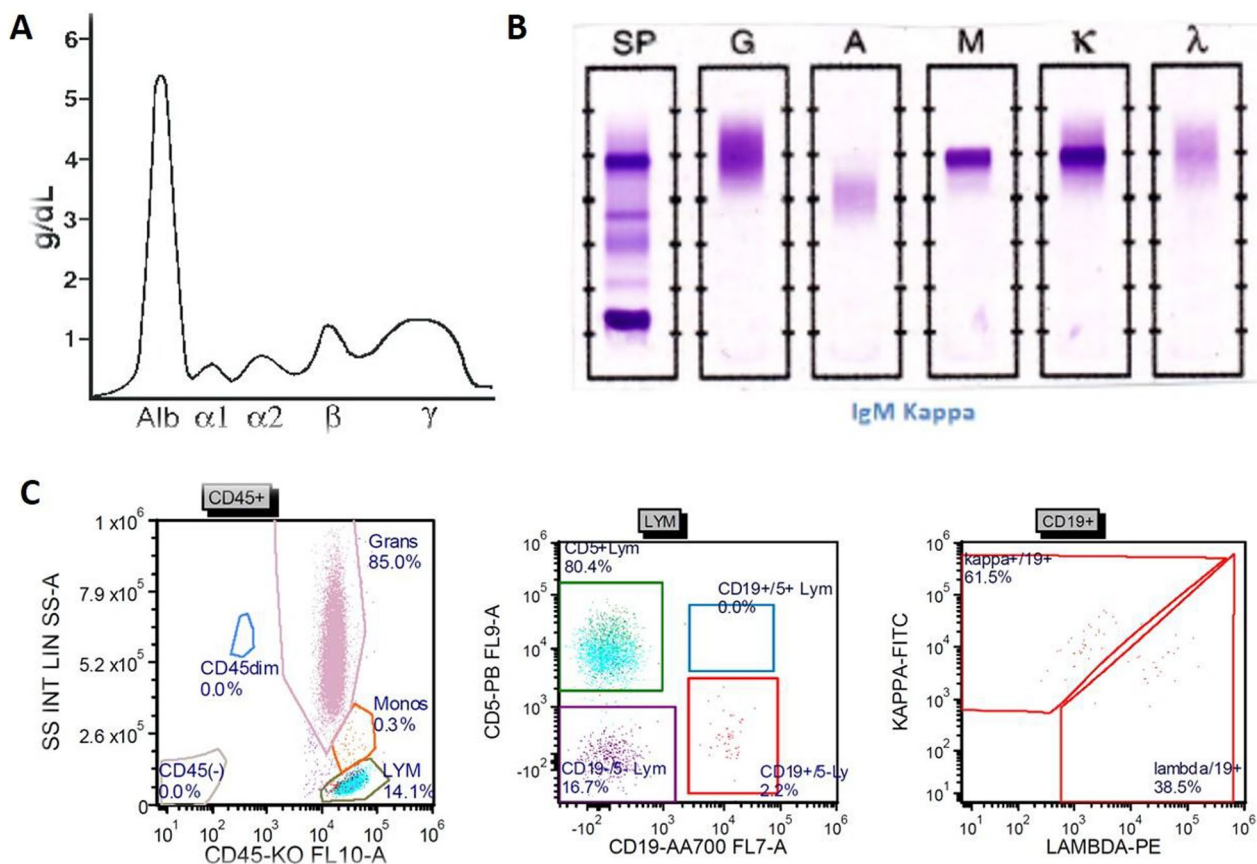 A
g/dL
6
5
4
3
2
1
Alb α1 α2 β γ
B
SP G A M K λ
IgM Kappa
C
CD45+
SS INT LIN SS-A
1 x10⁶
7.9 x10⁵
5.2 x10⁵
2.6 x10⁵
0
Grans
85.0%
CD45dim
0.0%
Monos
0.3%
CD45(-)
0.0%
LYM
14.1%
10¹ 10² 10³ 10⁴ 10⁵ 10⁶
CD45-KO FL10-A
LYM
CD5-PB FL9-A
10⁶
10⁵
10⁴
10³
-10²
CD5+Lym
80.4%
CD19+/5+ Lym
0.0%
CD19-/5- Lym
16.7%
CD19+/5-Ly
2.2%
-10² 10³ 10⁴ 10⁵ 10⁶
CD19-AA700 FL7-A
CD19+
KAPPA-FITC
10⁶
10⁵
10⁴
10³
10²
10¹
kappa+/19+
61.5%
lambda/19+
38.5%
10¹ 10² 10³ 10⁴ 10⁵ 10⁶
LAMBDA-PE